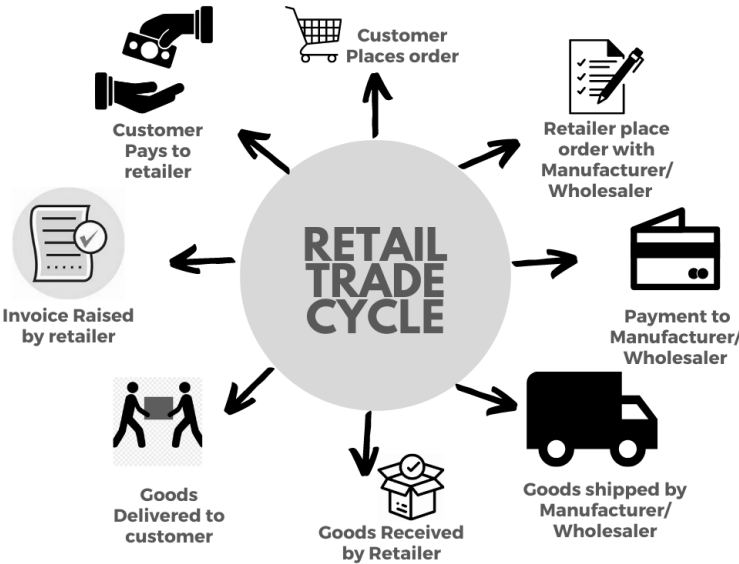 Customer
Places order
Retailer place
order with
Manufacturer/
Wholesaler
Payment to
Manufacturer/
Wholesaler
Goods shipped by
Manufacturer/
Wholesaler
Goods Received
by Retailer
Goods
Delivered to
customer
Invoice Raised
by retailer
Customer
Pays to
retailer
RETAIL
TRADE
CYCLE